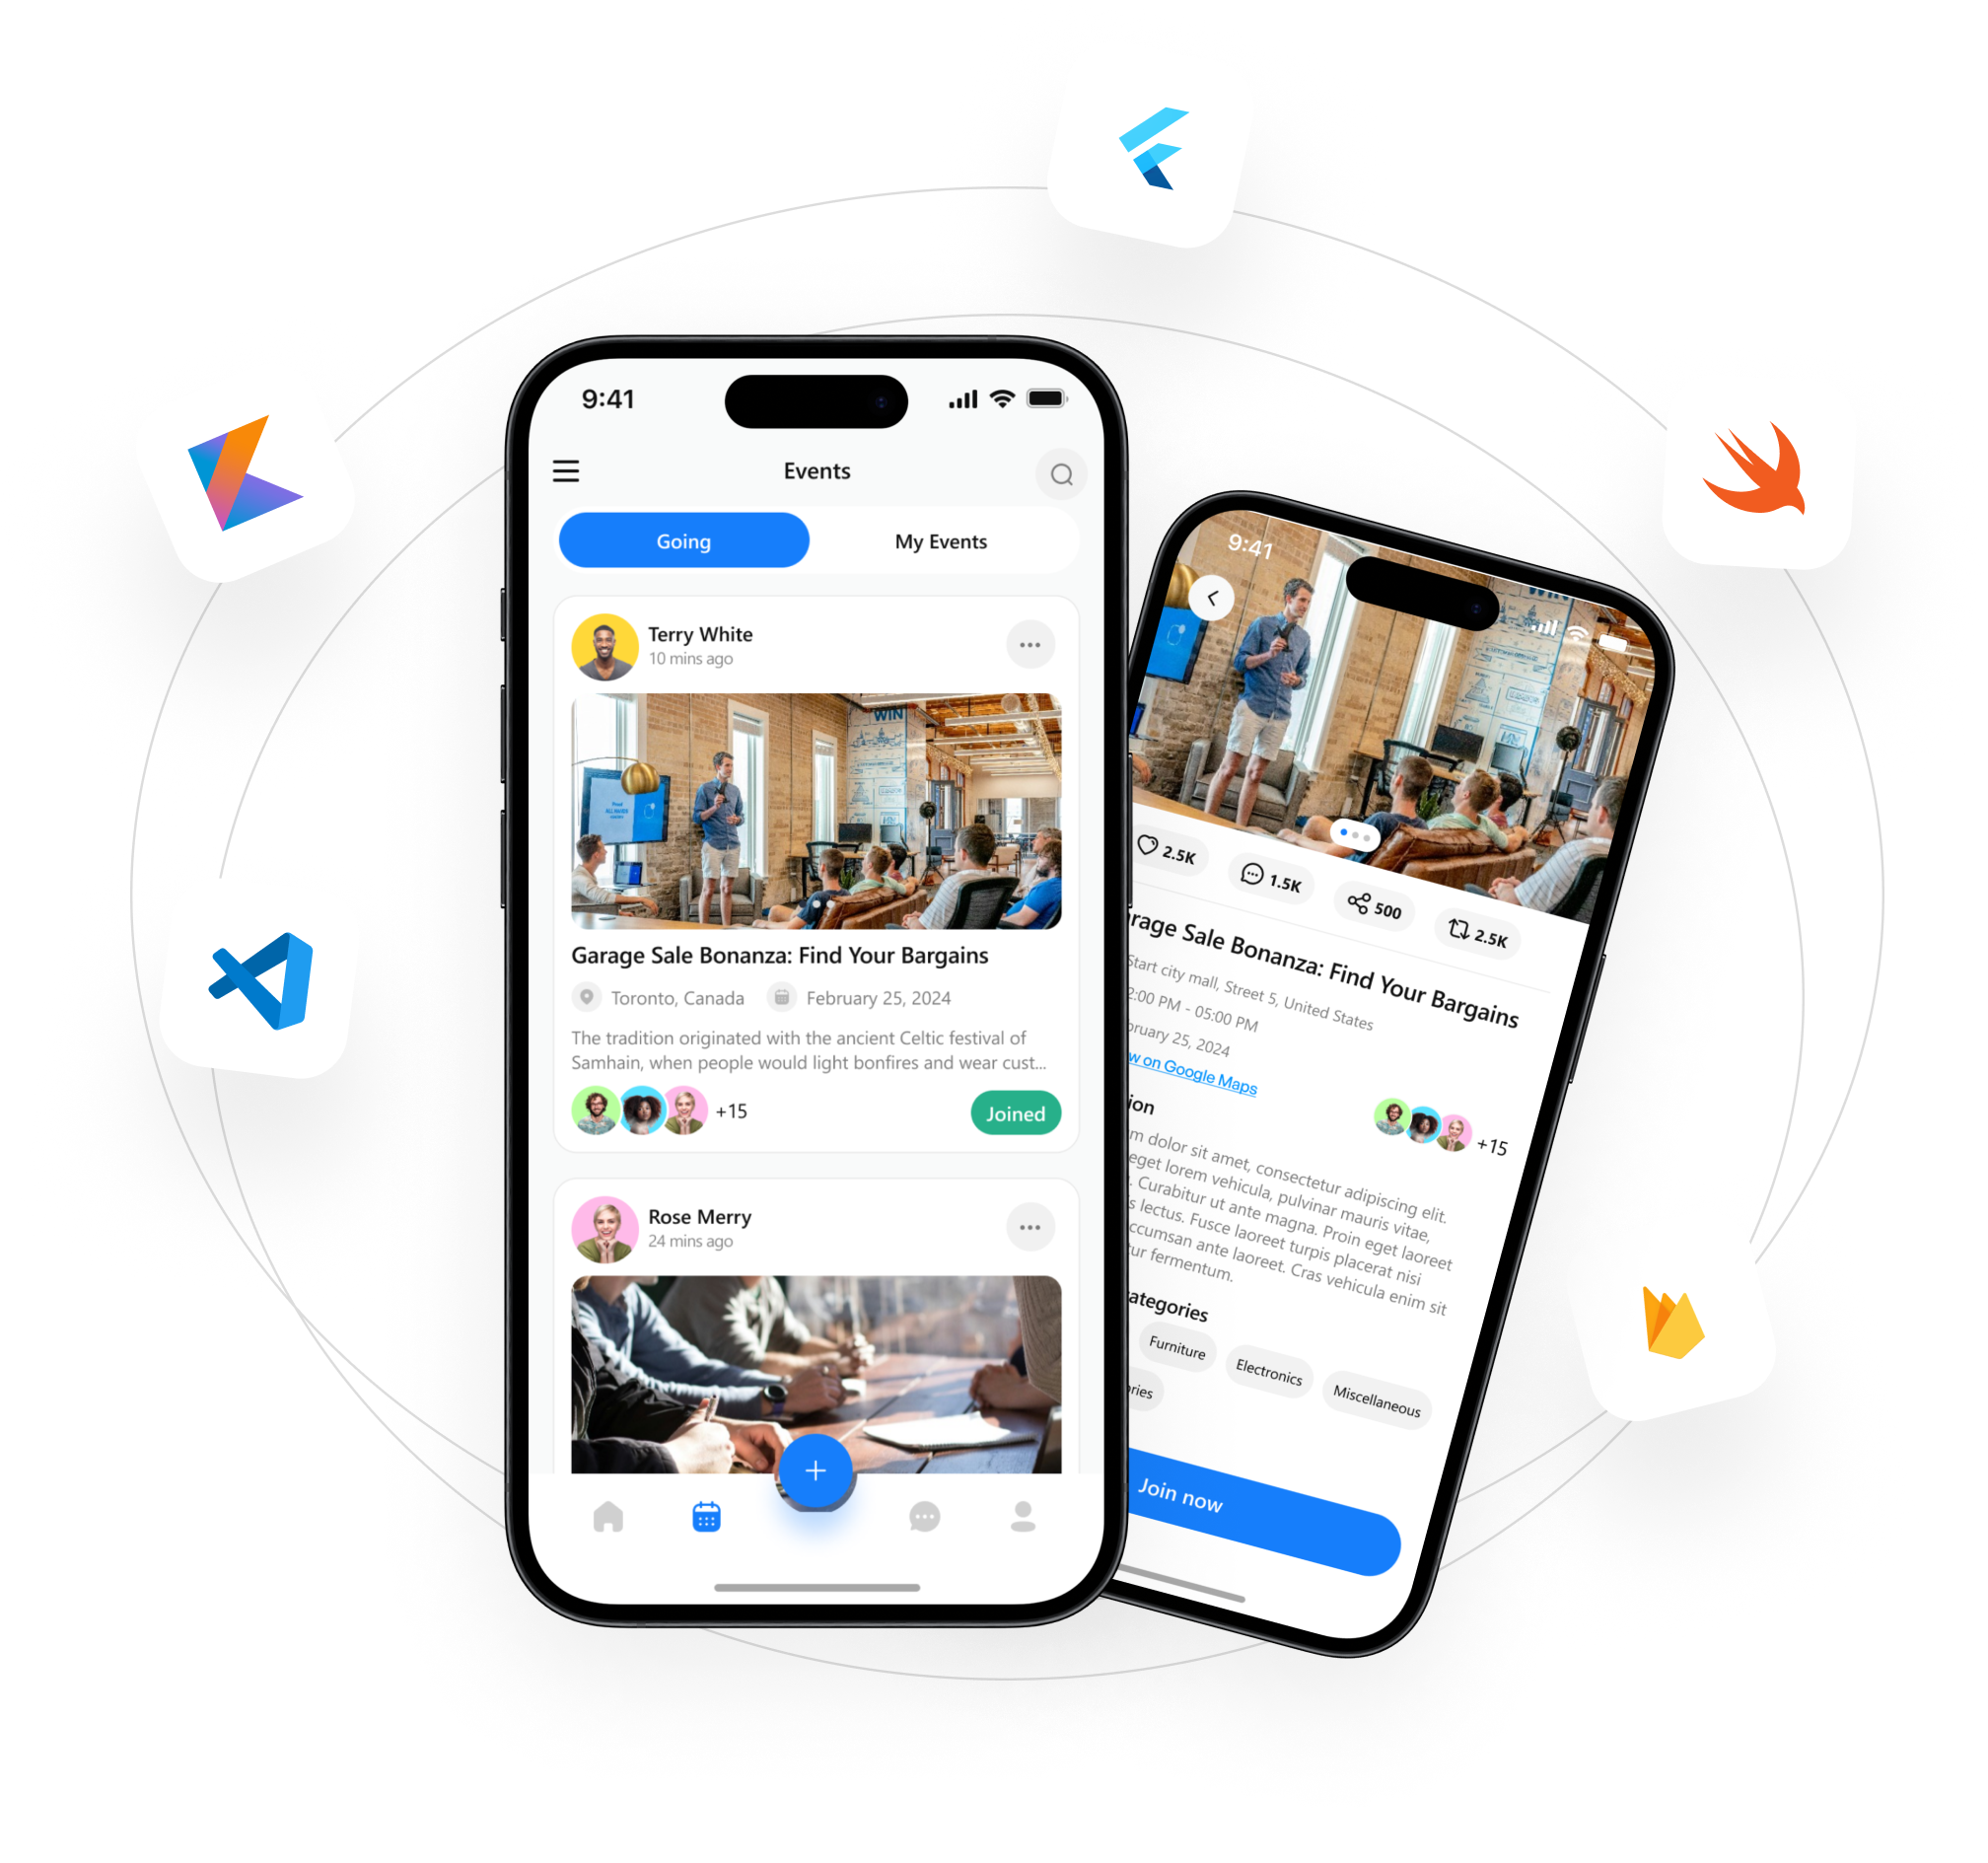 9:41
Events
Going
My Events
Terry White
10 mins ago
WIN
Garage Sale Bonanza: Find Your Bargains
Toronto, Canada
February 25, 2024
The tradition originated with the ancient Celtic festival of
Samhain, when people would light bonfires and wear cust...
+15
Joined
Rose Merry
24 mins ago
9:41
WIN
2.5K
1.5K
500
2.5K
rage Sale Bonanza: Find Your Bargains
Start city mall, Street 5, United States
2:00 PM - 05:00 PM
bruary 25, 2024
w on Google Maps
ion
+15
m dolor sit amet, consectetur adipiscing elit.
eget lorem vehicula, pulvinar mauris vitae,
. Curabitur ut ante magna. Proin eget laoreet
s lectus. Fusce laoreet turpis placerat nisi
ccumsan ante laoreet. Cras vehicula enim sit
tur fermentum.
ategories
Furniture
Electronics
Miscellaneous
ries
Join now